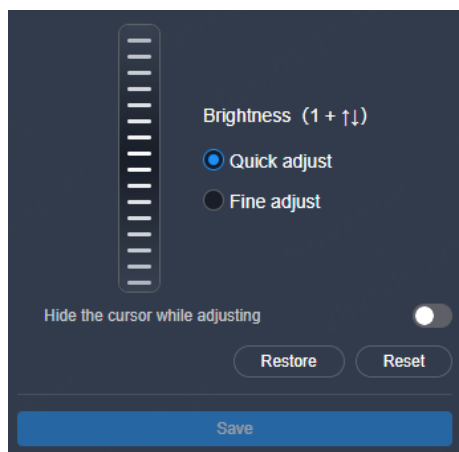 Brightness（1 + ↑↓）
Quick adjust
Fine adjust
Hide the cursor while adjusting
Restore Reset
Save